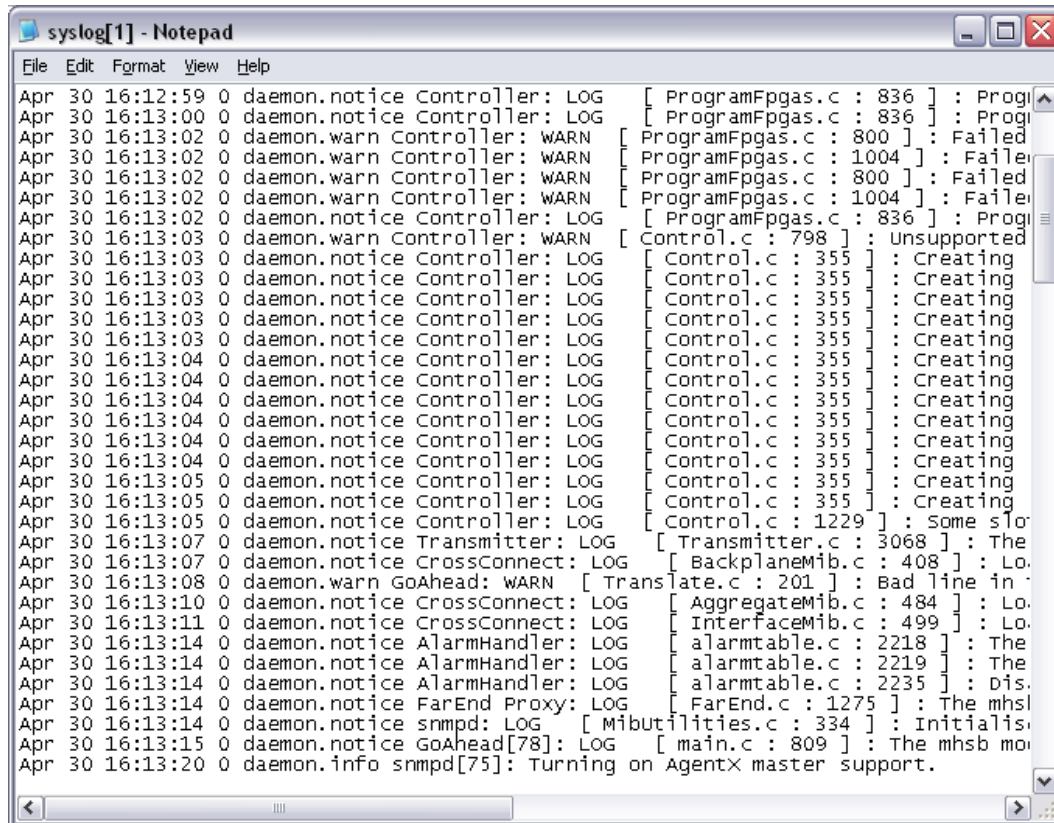 syslog[1] - Notepad
File Edit Format View Help
Apr 30 16:12:59 0 daemon.notice Controller: LOG [ ProgramFpgas.c : 836 ] : Prog
Apr 30 16:13:00 0 daemon.notice Controller: LOG [ ProgramFpgas.c : 836 ] : Prog
Apr 30 16:13:02 0 daemon.warn Controller: WARN [ ProgramFpgas.c : 800 ] : Failed
Apr 30 16:13:02 0 daemon.warn Controller: WARN [ ProgramFpgas.c : 1004 ] : Faile
Apr 30 16:13:02 0 daemon.warn Controller: WARN [ ProgramFpgas.c : 800 ] : Failed
Apr 30 16:13:02 0 daemon.warn Controller: WARN [ ProgramFpgas.c : 1004 ] : Faile
Apr 30 16:13:02 0 daemon.notice Controller: LOG [ ProgramFpgas.c : 836 ] : Prog
Apr 30 16:13:03 0 daemon.warn Controller: WARN [ Control.c : 798 ] : Unsupported
Apr 30 16:13:03 0 daemon.notice Controller: LOG [ Control.c : 355 ] : Creating
Apr 30 16:13:03 0 daemon.notice Controller: LOG [ Control.c : 355 ] : Creating
Apr 30 16:13:03 0 daemon.notice Controller: LOG [ Control.c : 355 ] : Creating
Apr 30 16:13:03 0 daemon.notice Controller: LOG [ Control.c : 355 ] : Creating
Apr 30 16:13:03 0 daemon.notice Controller: LOG [ Control.c : 355 ] : Creating
Apr 30 16:13:04 0 daemon.notice Controller: LOG [ Control.c : 355 ] : Creating
Apr 30 16:13:04 0 daemon.notice Controller: LOG [ Control.c : 355 ] : Creating
Apr 30 16:13:04 0 daemon.notice Controller: LOG [ Control.c : 355 ] : Creating
Apr 30 16:13:04 0 daemon.notice Controller: LOG [ Control.c : 355 ] : Creating
Apr 30 16:13:04 0 daemon.notice Controller: LOG [ Control.c : 355 ] : Creating
Apr 30 16:13:04 0 daemon.notice Controller: LOG [ Control.c : 355 ] : Creating
Apr 30 16:13:05 0 daemon.notice Controller: LOG [ Control.c : 355 ] : Creating
Apr 30 16:13:05 0 daemon.notice Controller: LOG [ Control.c : 355 ] : Creating
Apr 30 16:13:05 0 daemon.notice Controller: LOG [ Control.c : 1229 ] : Some slo
Apr 30 16:13:07 0 daemon.notice Transmitter: LOG [ Transmitter.c : 3068 ] : The
Apr 30 16:13:07 0 daemon.notice CrossConnect: LOG [ BackplaneMib.c : 408 ] : Lo
Apr 30 16:13:08 0 daemon.warn GoAhead: WARN [ Translate.c : 201 ] : Bad line in
Apr 30 16:13:10 0 daemon.notice CrossConnect: LOG [ AggregateMib.c : 484 ] : Lo
Apr 30 16:13:11 0 daemon.notice CrossConnect: LOG [ InterfaceMib.c : 499 ] : Lo
Apr 30 16:13:14 0 daemon.notice AlarmHandler: LOG [ alarmtable.c : 2218 ] : The
Apr 30 16:13:14 0 daemon.notice AlarmHandler: LOG [ alarmtable.c : 2219 ] : The
Apr 30 16:13:14 0 daemon.notice AlarmHandler: LOG [ alarmtable.c : 2235 ] : Dis
Apr 30 16:13:14 0 daemon.notice FarEnd Proxy: LOG [ FarEnd.c : 1275 ] : The mhs
Apr 30 16:13:14 0 daemon.notice snmpd: LOG [ MibUtilities.c : 334 ] : Initialis
Apr 30 16:13:15 0 daemon.notice GoAhead[78]: LOG [ main.c : 809 ] : The mhsb mo
Apr 30 16:13:20 0 daemon.info snmpd[75]: Turning on AgentX master support.